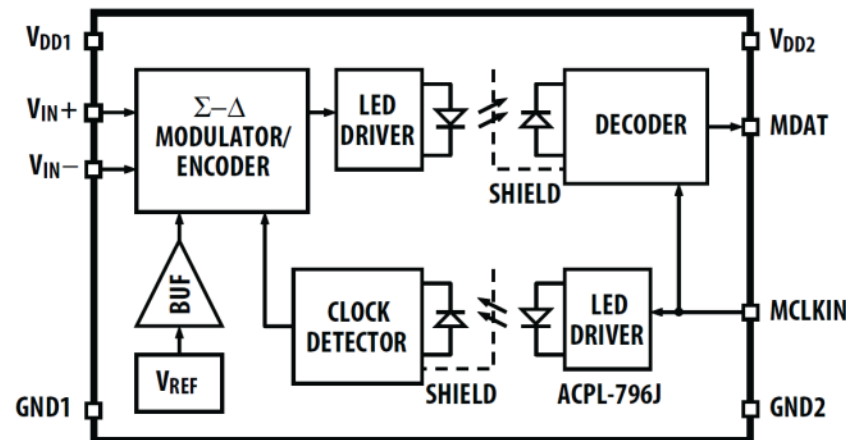 VDD1
VIN+
VIN−
GND1
Σ−Δ
MODULATOR/
ENCODER
LED
DRIVER
SHIELD
DECODER
BUF
VREF
CLOCK
DETECTOR
SHIELD
LED
DRIVER
ACPL-796J
VDD2
MDAT
MCLKIN
GND2